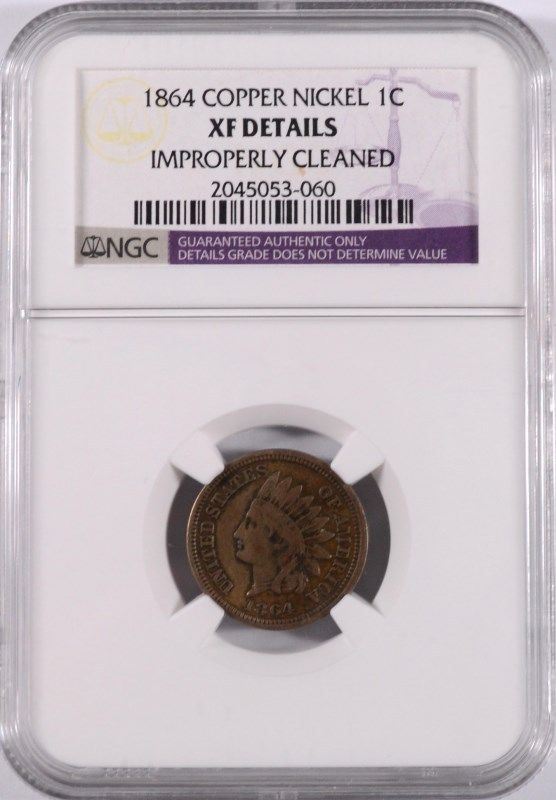 1864 COPPER NICKEL 1C
XF DETAILS
IMPROPERLY CLEANED
2045053-060
NGC
GUARANTEED AUTHENTIC ONLY
DETAILS GRADE DOES NOT DETERMINE VALUE
UNITED STATES OF AMERICA
1864